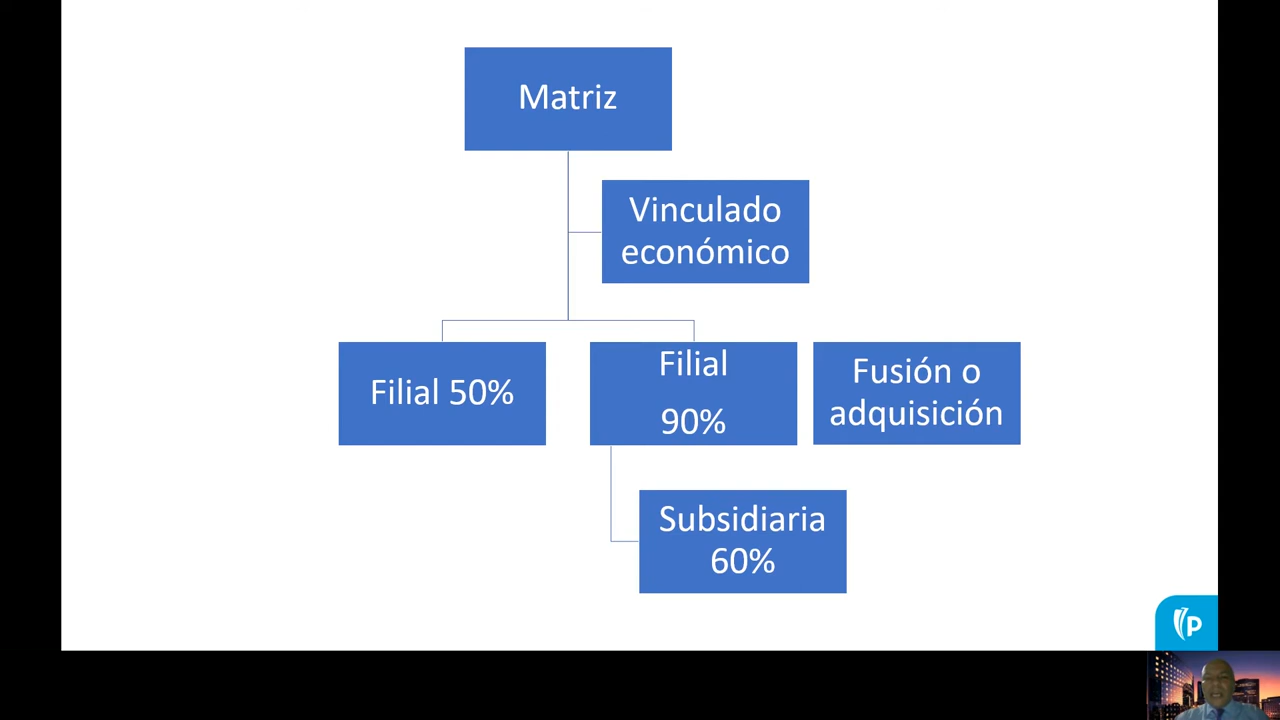 Matriz
Vinculado
económico
Filial 50%
Filial
90%
Fusión o
adquisición
Subsidiaria
60%
P